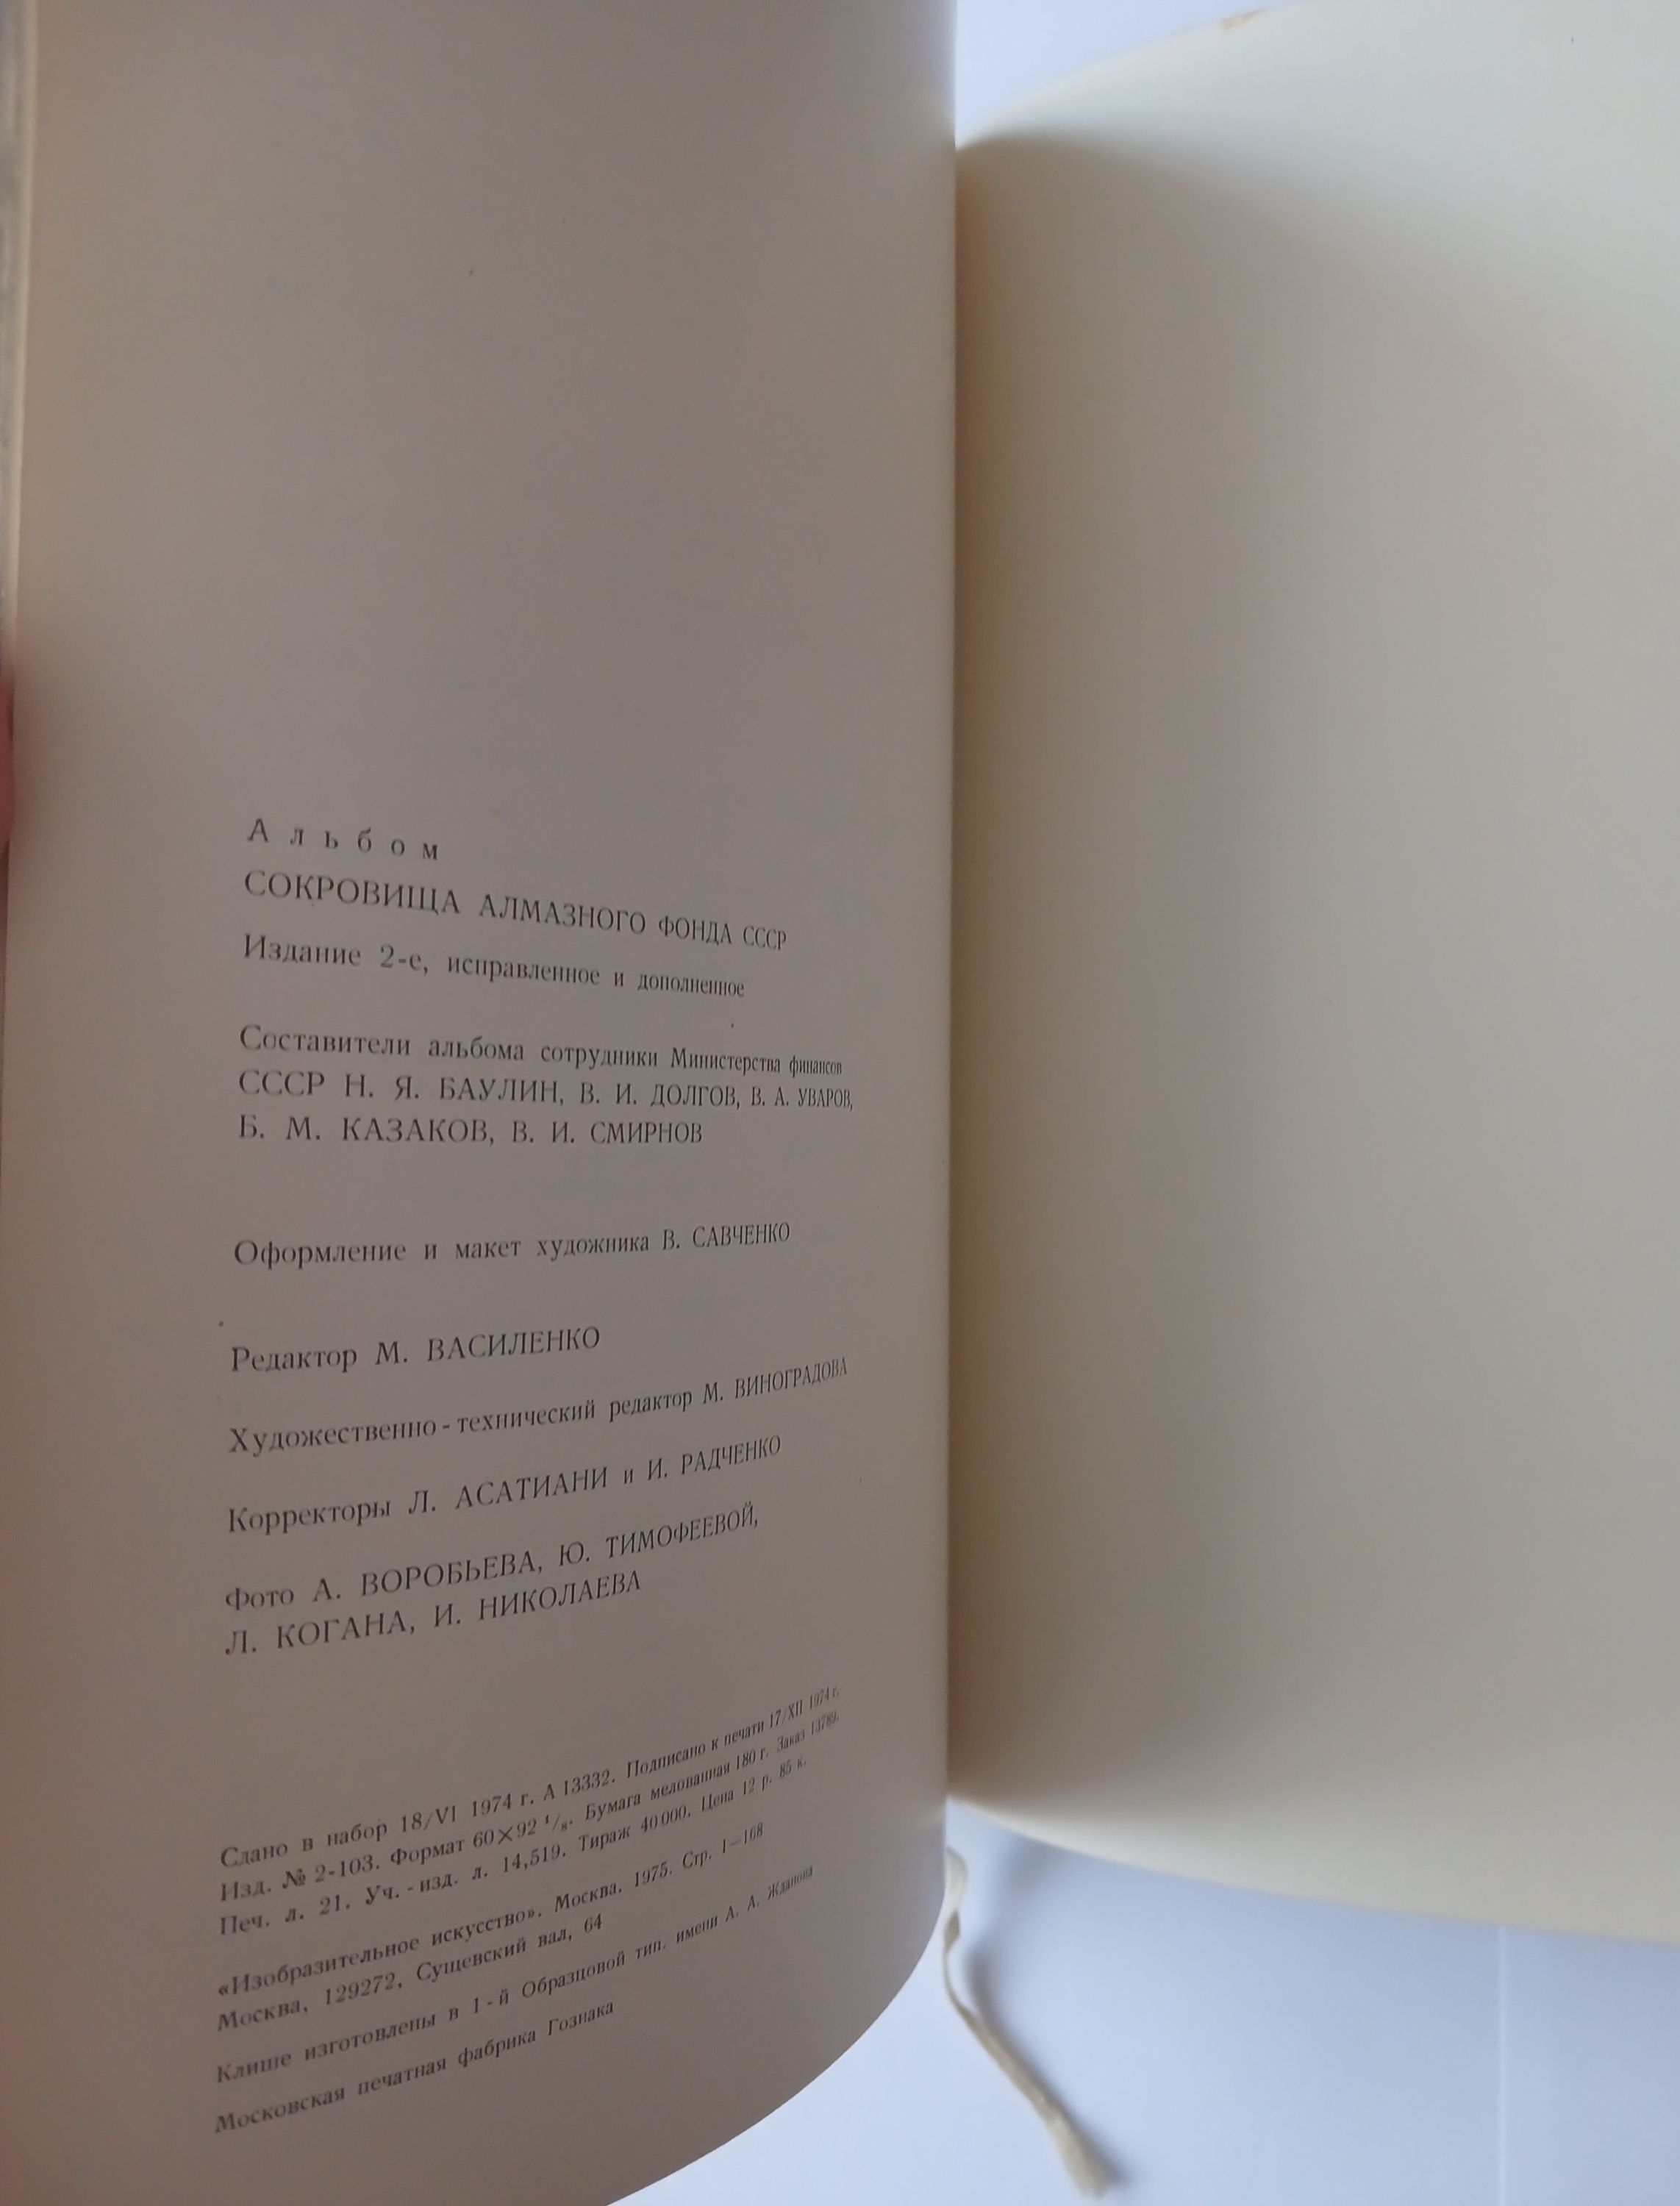 Альбом
СОКРОВИЩА АЛМАЗНОГО ФОНДА СССР
Издание 2-е, исправленное и дополненное
Составители альбома сотрудники Министерства финансов
СССР Н. Я. БАУЛИН, В. И. ДОЛГОВ, В. А. УВАРОВ,
Б. М. КАЗАКОВ, В. И. СМИРНОВ
Оформление и макет художника В. САВЧЕНКО
Редактор М. ВАСИЛЕНКО
Художественно-технический редактор М. ВИНОГРАДОВА
Корректоры Л. АСАТИАНИ и И. РАДЧЕНКО
Фото А. ВОРОБЬЕВА, Ю. ТИМОФЕЕВОЙ,
Л. КОГАНА, И. НИКОЛАЕВА
Сдано в набор 18/VI 1974 г. А 13332. Подписано к печати 17/XII 1974 г.
Изд. № 2-103. Формат 60×92 1/8. Бумага мелованная 180 г. Заказ 13789.
Печ. л. 21. Уч.-изд. л. 14,519. Тираж 40 000. Цена 12 р. 85 к.
«Изобразительное искусство». Москва. 1975. Стр. 1—168
Москва, 129272, Сущевский вал, 64
Клише изготовлены в 1-й Образцовой тип. имени А. А. Жданова
Московская печатная фабрика Гознака